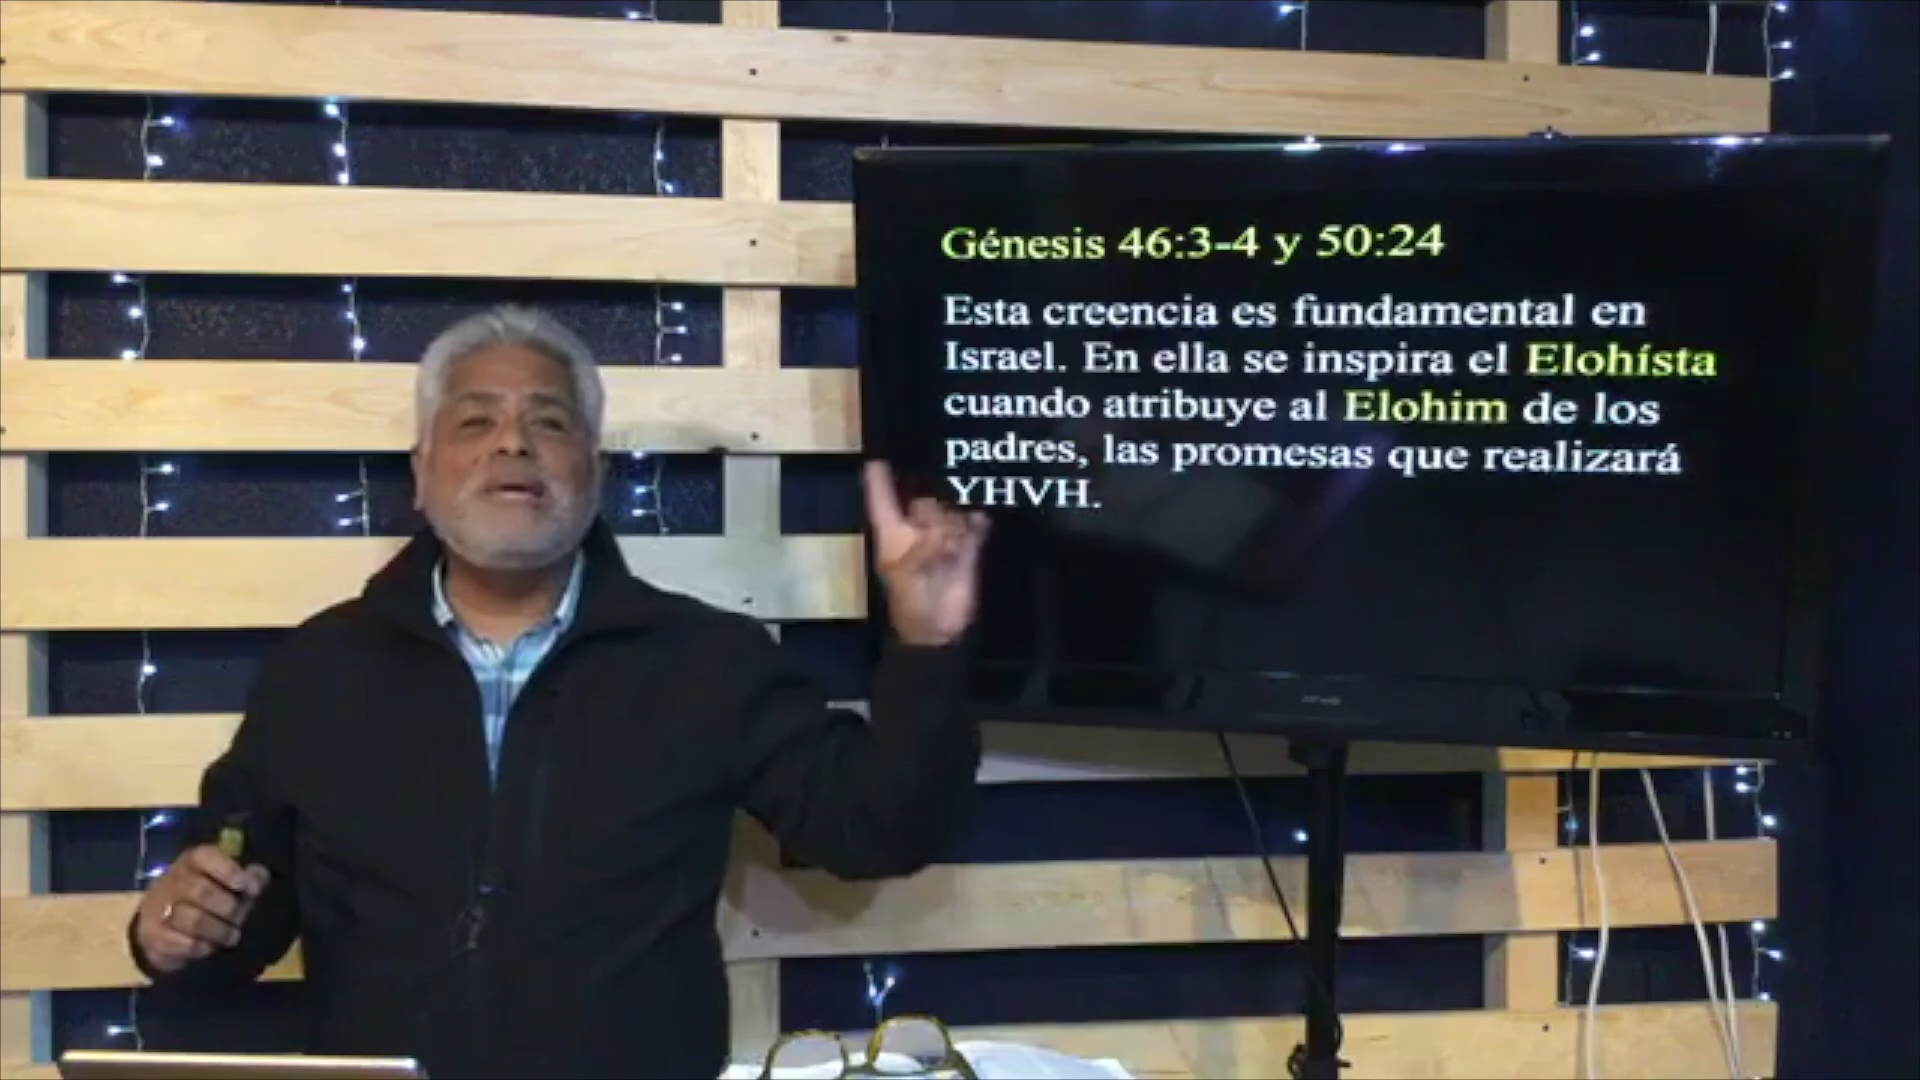 Génesis 46:3-4 y 50:24
Esta creencia es fundamental en
Israel. En ella se inspira el Elohísta
cuando atribuye al Elohim de los
padres, las promesas que realizará
YHVH.